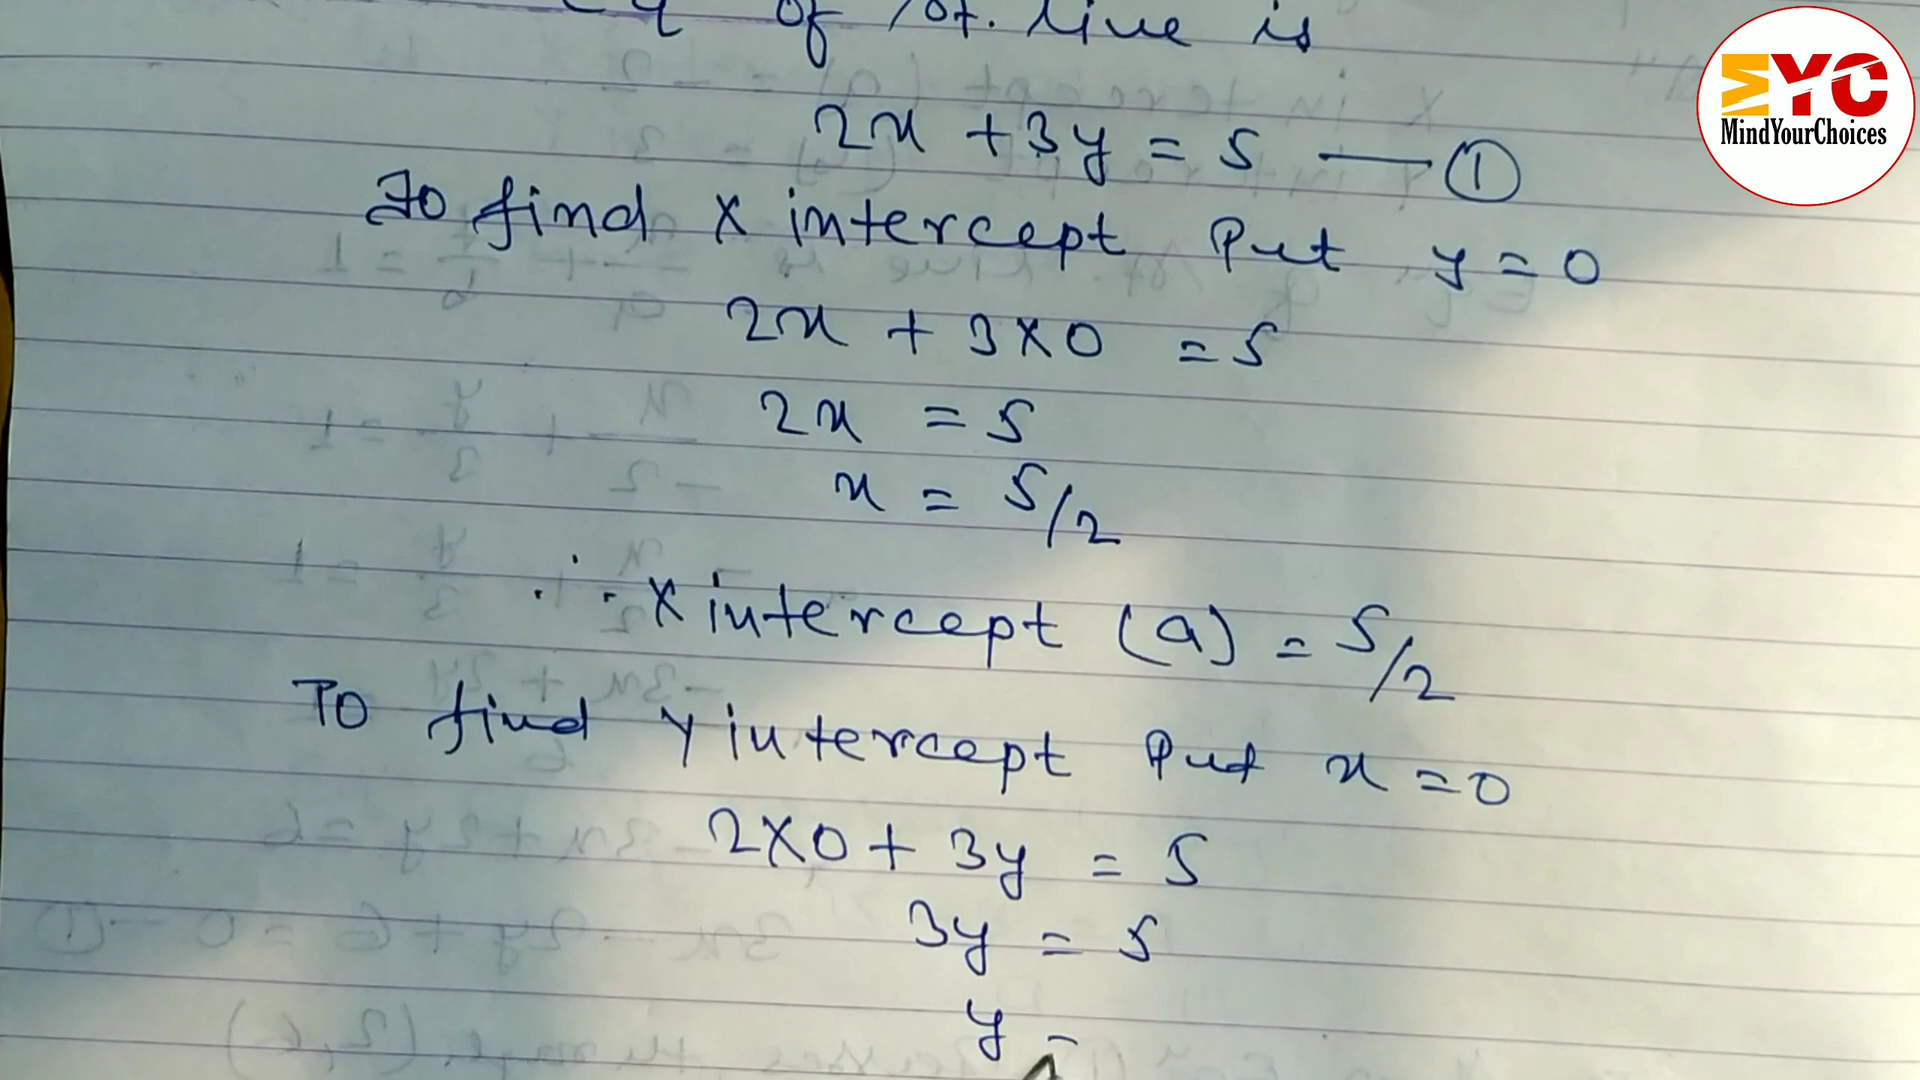 of st. line is
2x + 3y = 5 — ①
To find x intercept Put y = 0
2x + 3×0 = 5
2x = 5
x = 5/2
∴ x intercept (a) = 5/2
To find y intercept Put x = 0
2×0 + 3y = 5
3y = 5
y =
MYC
MindYourChoices